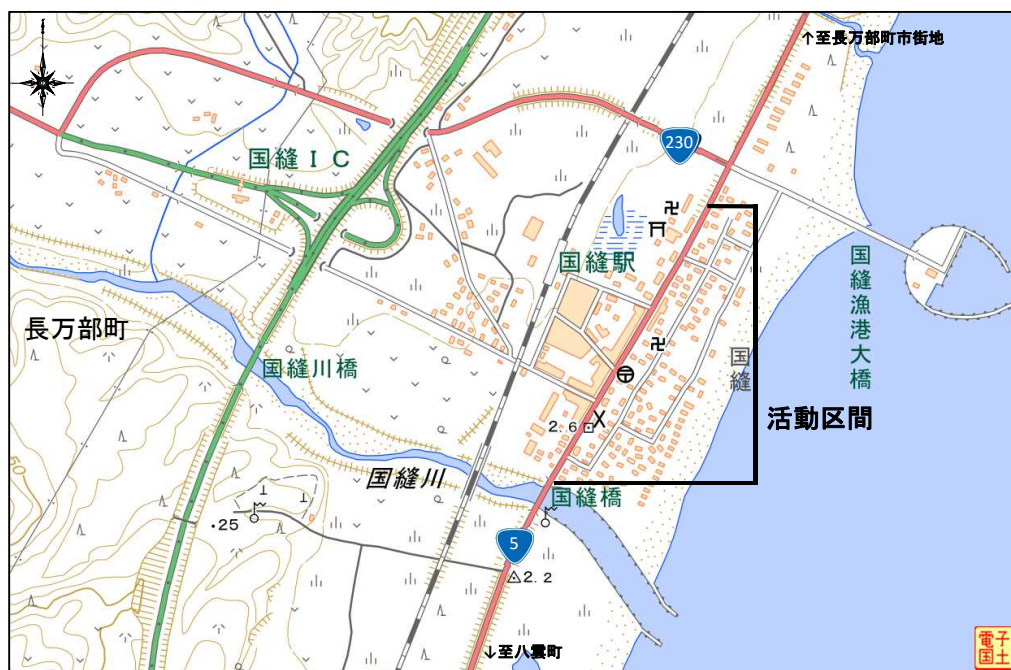 ↑至長万部町市街地
230
国縫ＩＣ
国縫駅
国縫漁港大橋
長万部町
国縫川橋
国縫
活動区間
2.6
国縫川
国縫橋
・25
5
2.2
↓至八雲町
50
電子
国土